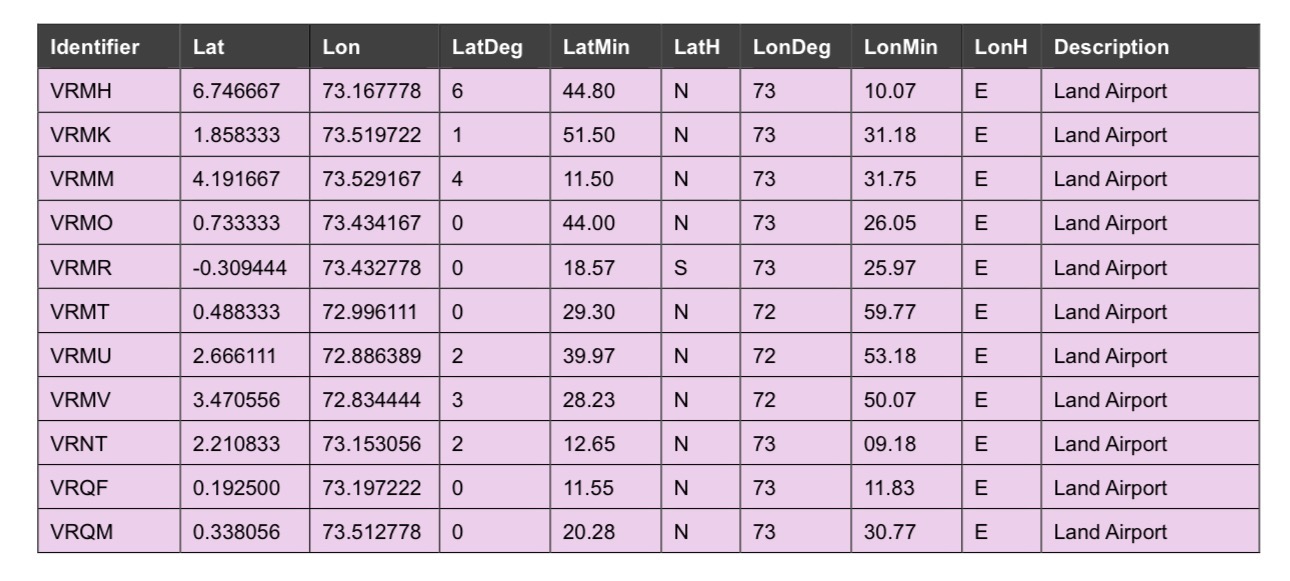 Identifier Lat Lon LatDeg LatMin LatH LonDeg LonMin LonH Description
VRMH 6.746667 73.167778 6 44.80 N 73 10.07 E Land Airport
VRMK 1.858333 73.519722 1 51.50 N 73 31.18 E Land Airport
VRMM 4.191667 73.529167 4 11.50 N 73 31.75 E Land Airport
VRMO 0.733333 73.434167 0 44.00 N 73 26.05 E Land Airport
VRMR -0.309444 73.432778 0 18.57 S 73 25.97 E Land Airport
VRMT 0.488333 72.996111 0 29.30 N 72 59.77 E Land Airport
VRMU 2.666111 72.886389 2 39.97 N 72 53.18 E Land Airport
VRMV 3.470556 72.834444 3 28.23 N 72 50.07 E Land Airport
VRNT 2.210833 73.153056 2 12.65 N 73 09.18 E Land Airport
VRQF 0.192500 73.197222 0 11.55 N 73 11.83 E Land Airport
VRQM 0.338056 73.512778 0 20.28 N 73 30.77 E Land Airport